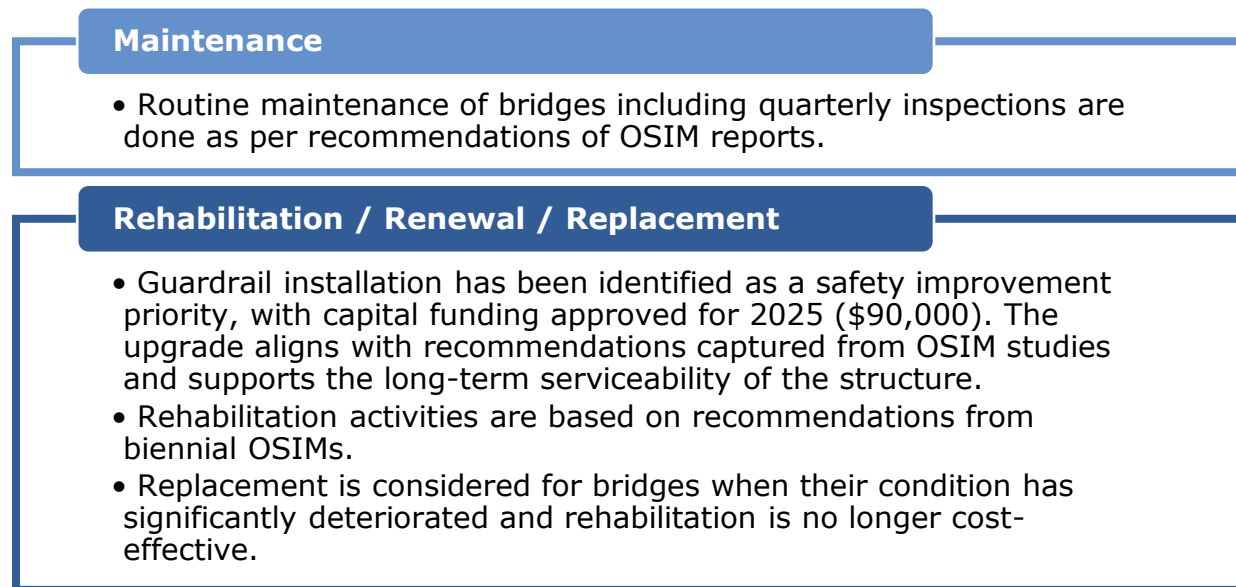 Maintenance
• Routine maintenance of bridges including quarterly inspections are
done as per recommendations of OSIM reports.
Rehabilitation / Renewal / Replacement
• Guardrail installation has been identified as a safety improvement
priority, with capital funding approved for 2025 ($90,000). The
upgrade aligns with recommendations captured from OSIM studies
and supports the long-term serviceability of the structure.
• Rehabilitation activities are based on recommendations from
biennial OSIMs.
• Replacement is considered for bridges when their condition has
significantly deteriorated and rehabilitation is no longer cost-
effective.